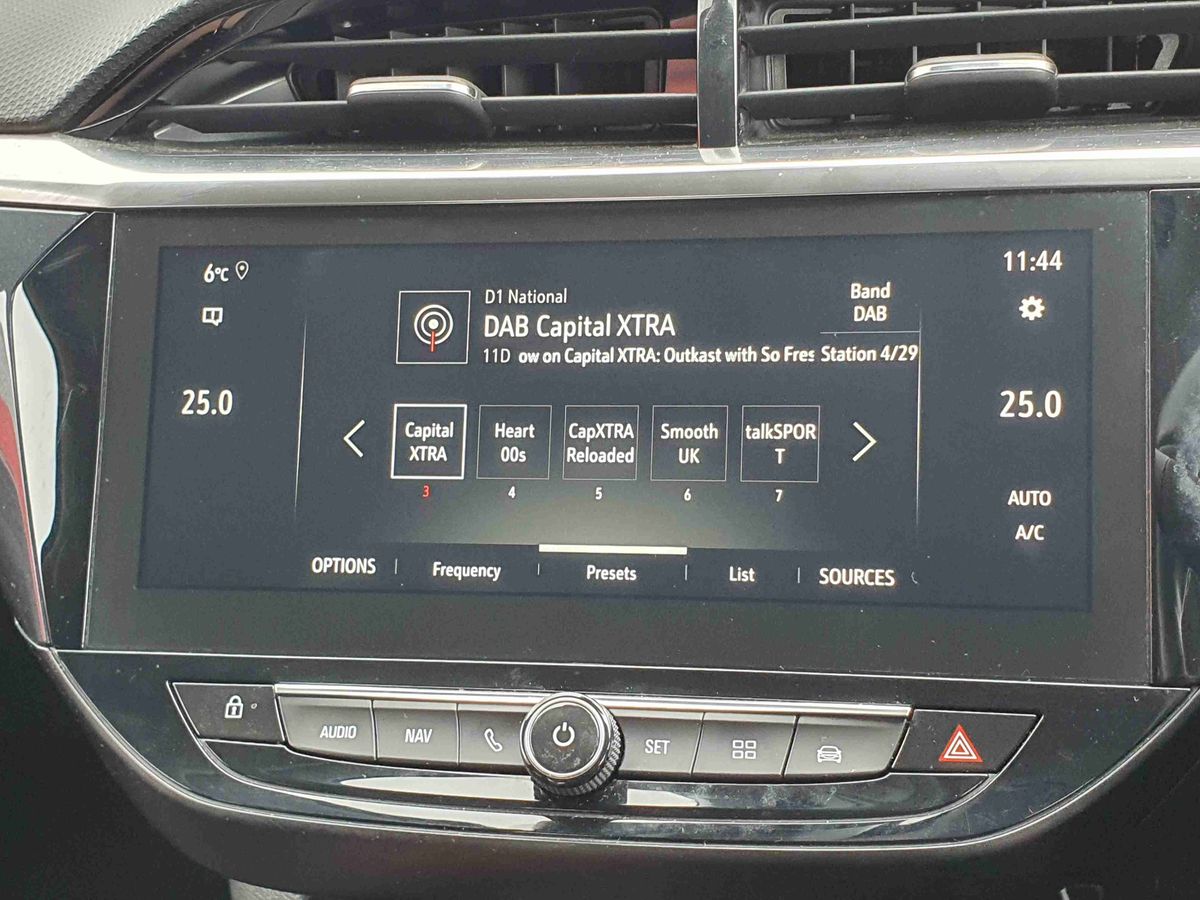 6°C
11:44
D1 National
DAB Capital XTRA
Band
DAB
11D ow on Capital XTRA: Outkast with So Fres Station 4/29
25.0
25.0
Capital
XTRA
Heart
00s
CapXTRA
Reloaded
Smooth
UK
talkSPOR
T
3
4
5
6
7
AUTO
A/C
OPTIONS
Frequency
Presets
List
SOURCES
AUDIO
NAV
SET